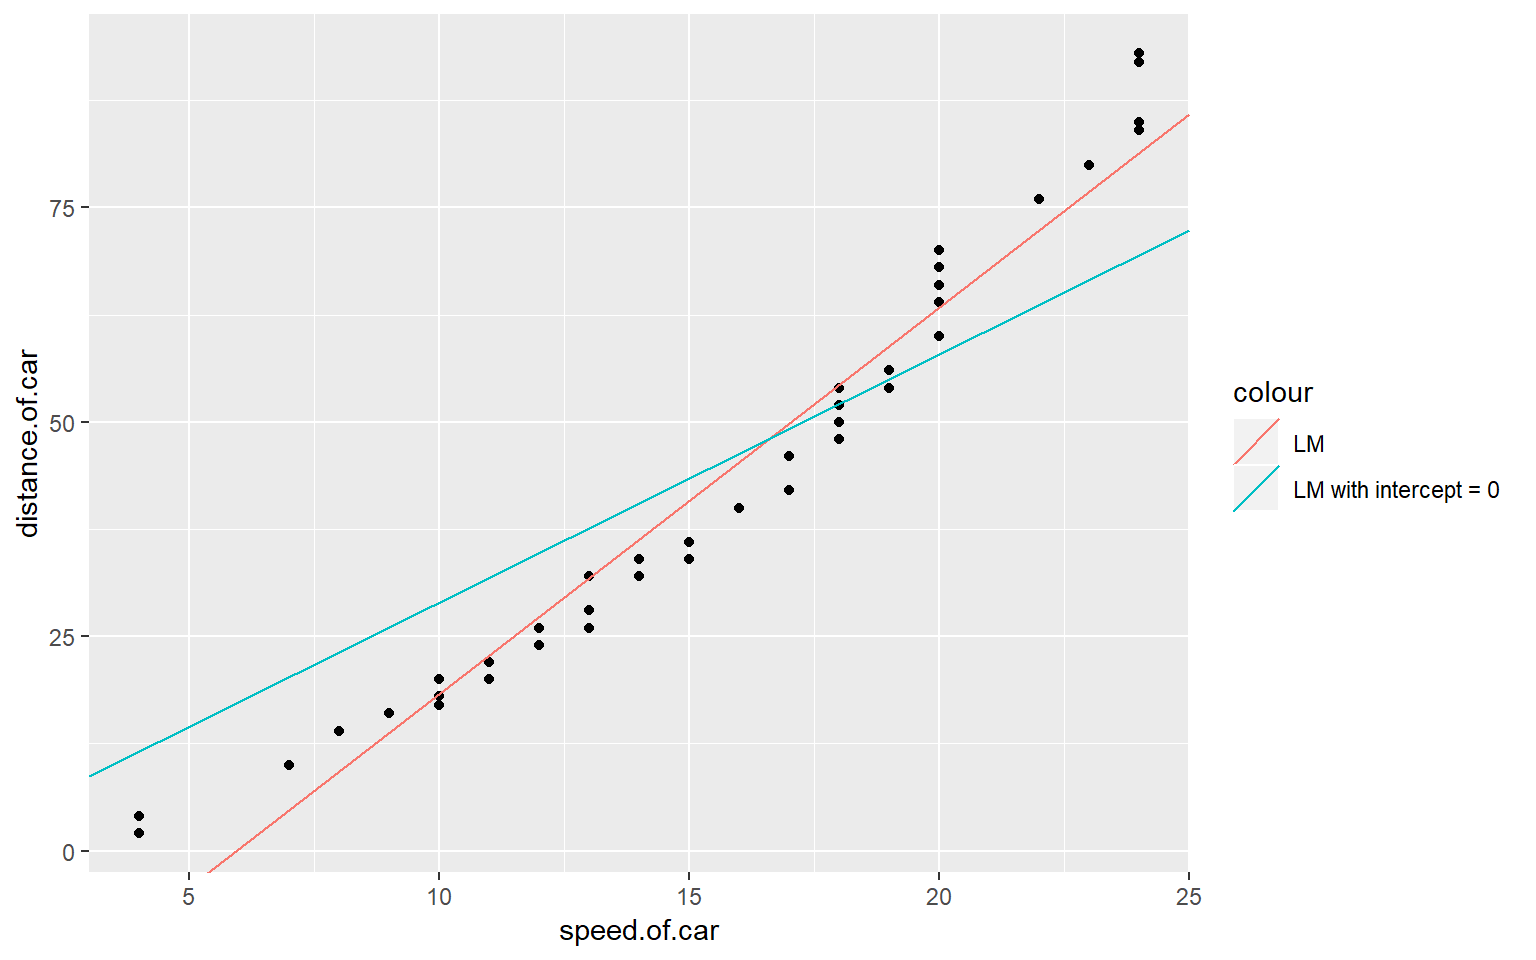 75
50
25
0
distance.of.car
5 10 15 20 25
speed.of.car
colour
LM
LM with intercept = 0